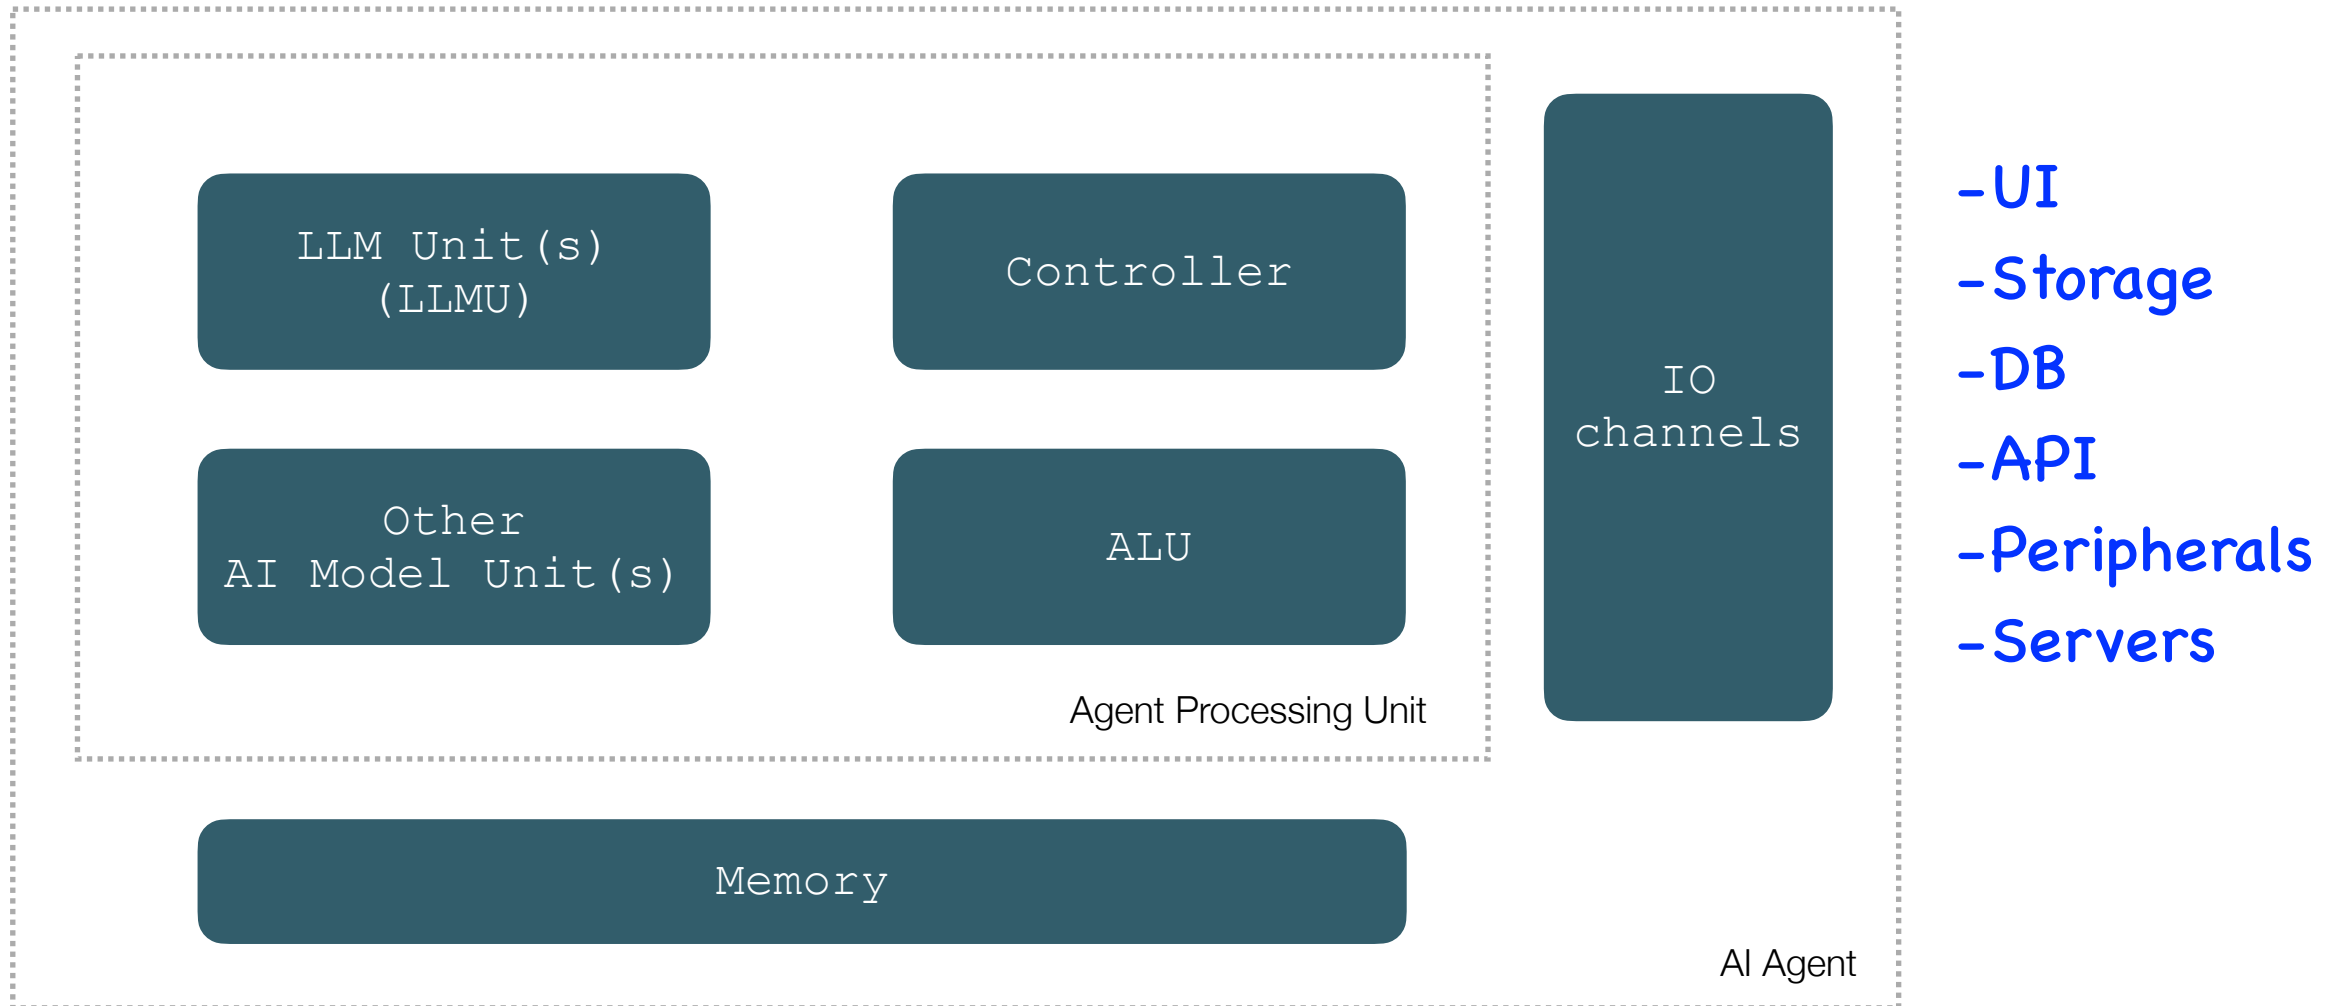 LLM Unit(s)
(LLMU)
Controller
Other
AI Model Unit(s)
ALU
Agent Processing Unit
IO
channels
Memory
AI Agent
-UI
-Storage
-DB
-API
-Peripherals
-Servers